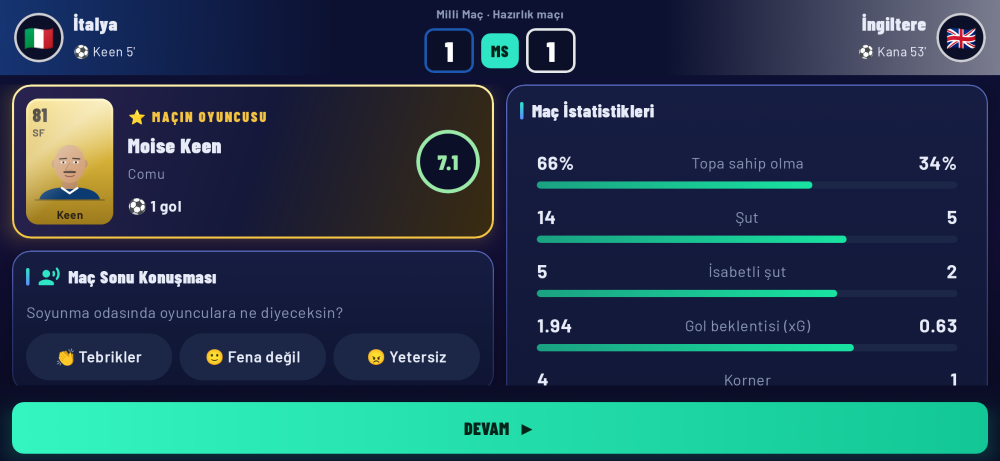 İtalya
⚽ Keen 5'
Milli Maç · Hazırlık maçı
1 MS 1
İngiltere
⚽ Kana 53'
81
SF
Keen
⭐ MAÇIN OYUNCUSU
Moise Keen
Comu
⚽ 1 gol
7.1
Maç Sonu Konuşması
Soyunma odasında oyunculara ne diyeceksin?
👏 Tebrikler
🙂 Fena değil
😠 Yetersiz
Maç İstatistikleri
66% Topa sahip olma 34%
14 Şut 5
5 İsabetli şut 2
1.94 Gol beklentisi (xG) 0.63
4 Korner 1
DEVAM ►